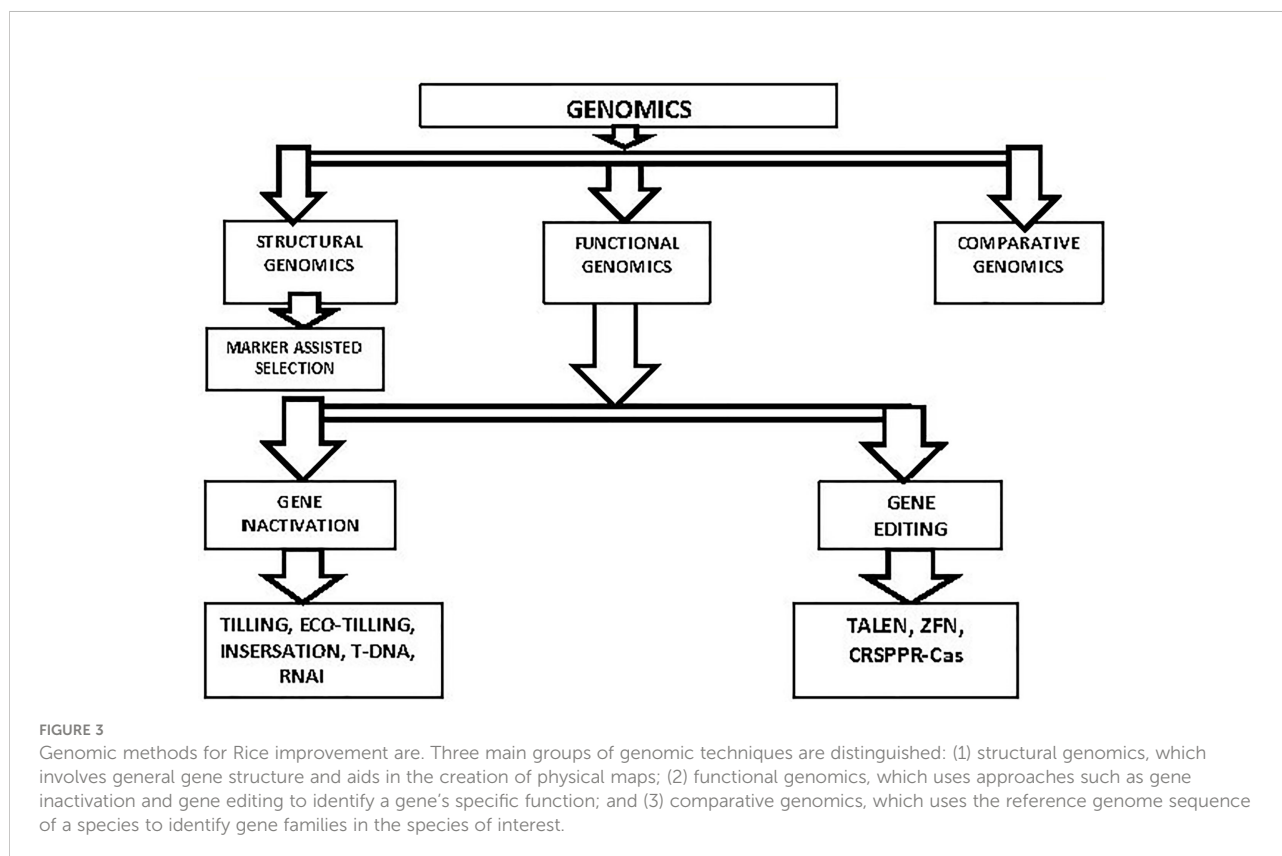 GENOMICS
STRUCTURAL
GENOMICS
FUNCTIONAL
GENOMICS
COMPARATIVE
GENOMICS
MARKER ASSISTED
SELECTION
GENE
INACTIVATION
GENE
EDITING
TILLING, ECO-TILLING,
INSERSATION, T-DNA,
RNAI
TALEN, ZFN,
CRSPPR-Cas
FIGURE 3
Genomic methods for Rice improvement are. Three main groups of genomic techniques are distinguished: (1) structural genomics, which
involves general gene structure and aids in the creation of physical maps; (2) functional genomics, which uses approaches such as gene
inactivation and gene editing to identify a gene's specific function; and (3) comparative genomics, which uses the reference genome sequence
of a species to identify gene families in the species of interest.